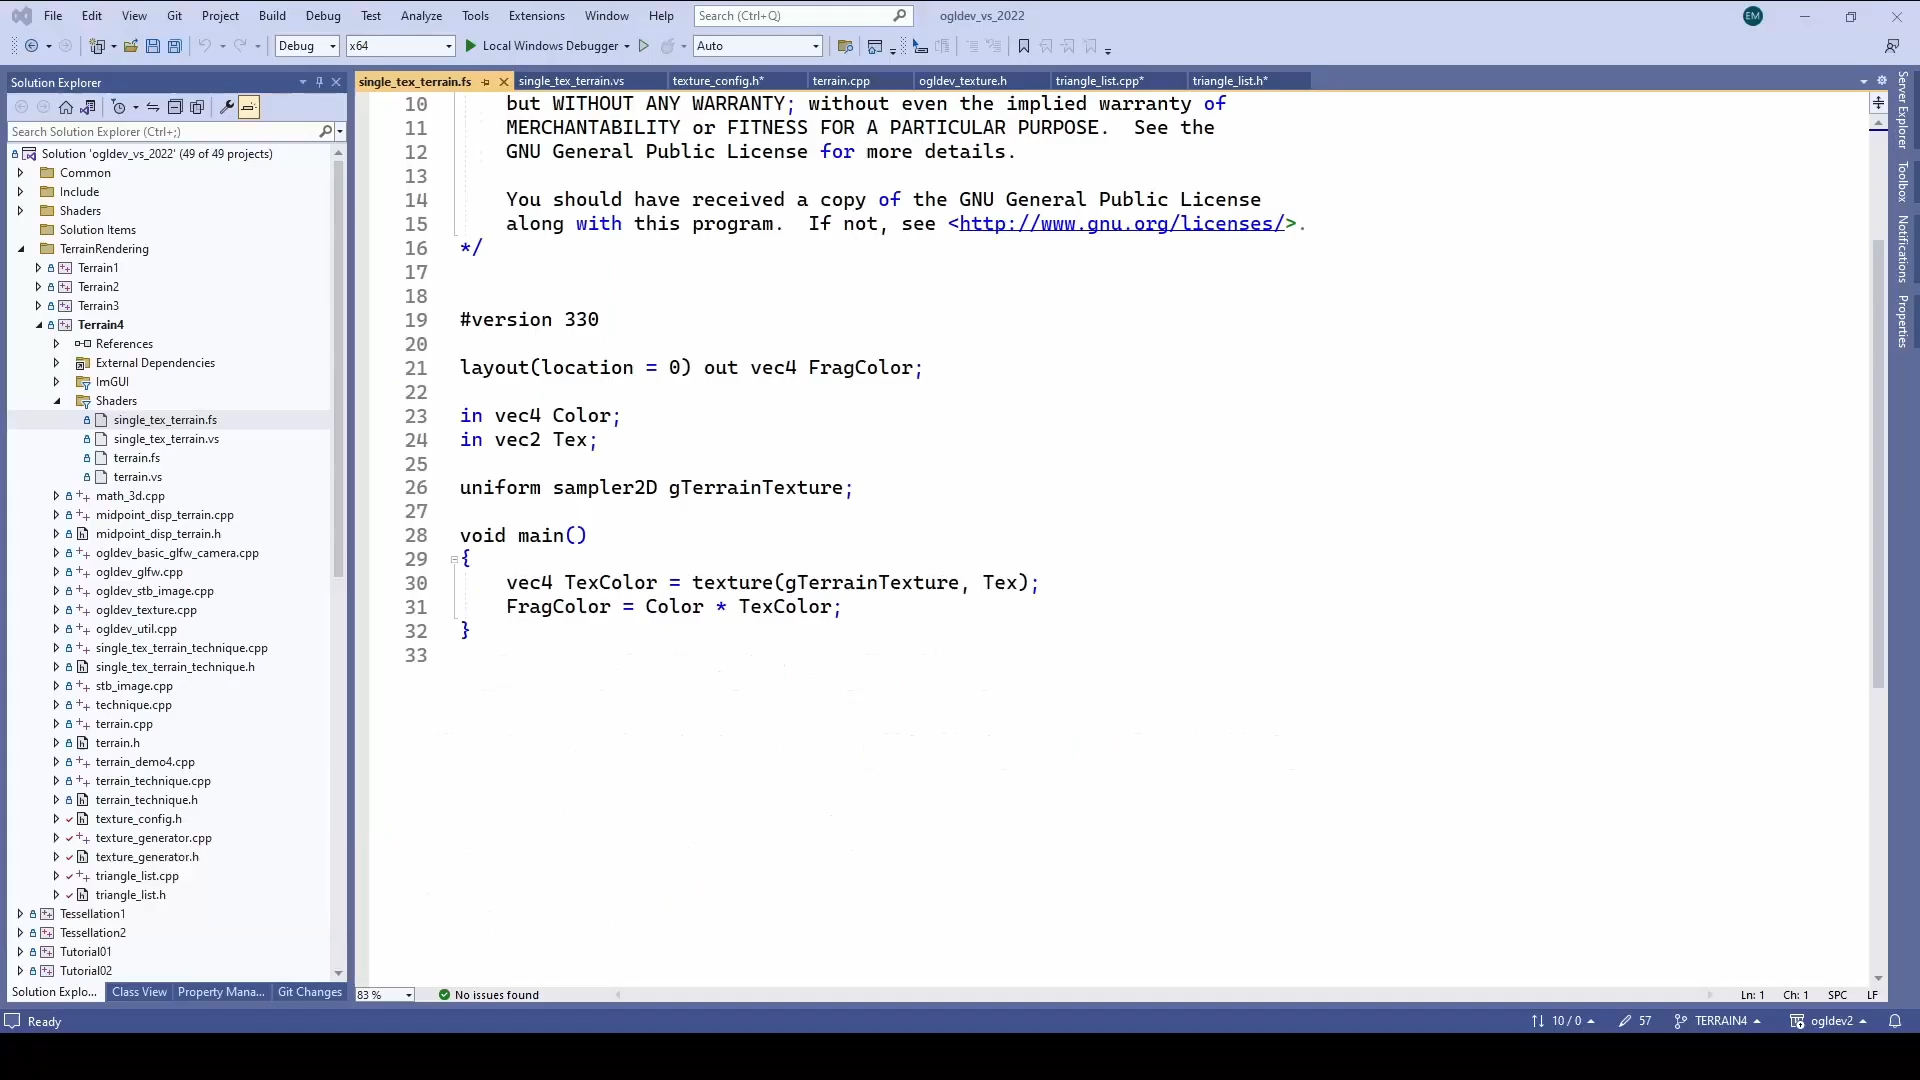 File Edit View Git Project Build Debug Test Analyze Tools Extensions Window Help Search (Ctrl+Q) ogldev_vs_2022 EM
Debug x64 Local Windows Debugger Auto
Solution Explorer
Search Solution Explorer (Ctrl+;)
Solution 'ogldev_vs_2022' (49 of 49 projects)
Common
Include
Shaders
Solution Items
TerrainRendering
Terrain1
Terrain2
Terrain3
Terrain4
References
External Dependencies
ImGUI
Shaders
single_tex_terrain.fs
single_tex_terrain.vs
terrain.fs
terrain.vs
math_3d.cpp
midpoint_disp_terrain.cpp
midpoint_disp_terrain.h
ogldev_basic_glfw_camera.cpp
ogldev_glfw.cpp
ogldev_stb_image.cpp
ogldev_texture.cpp
ogldev_util.cpp
single_tex_terrain_technique.cpp
single_tex_terrain_technique.h
stb_image.cpp
technique.cpp
terrain.cpp
terrain.h
terrain_demo4.cpp
terrain_technique.cpp
terrain_technique.h
texture_config.h
texture_generator.cpp
texture_generator.h
triangle_list.cpp
triangle_list.h
Tessellation1
Tessellation2
Tutorial01
Tutorial02
Solution Explo... Class View Property Mana... Git Changes
single_tex_terrain.fs single_tex_terrain.vs texture_config.h* terrain.cpp ogldev_texture.h triangle_list.cpp* triangle_list.h*
10 but WITHOUT ANY WARRANTY; without even the implied warranty of
11 MERCHANTABILITY or FITNESS FOR A PARTICULAR PURPOSE.  See the
12 GNU General Public License for more details.
13
14 You should have received a copy of the GNU General Public License
15 along with this program.  If not, see <http://www.gnu.org/licenses/>.
16 */
17
18
19 #version 330
20
21 layout(location = 0) out vec4 FragColor;
22
23 in vec4 Color;
24 in vec2 Tex;
25
26 uniform sampler2D gTerrainTexture;
27
28 void main()
29 {
30 vec4 TexColor = texture(gTerrainTexture, Tex);
31 FragColor = Color * TexColor;
32 }
33
Server Explorer
Toolbox
Notifications
Properties
83 % No issues found Ln: 1 Ch: 1 SPC LF
Ready 10 / 0 57 TERRAIN4 ogldev2